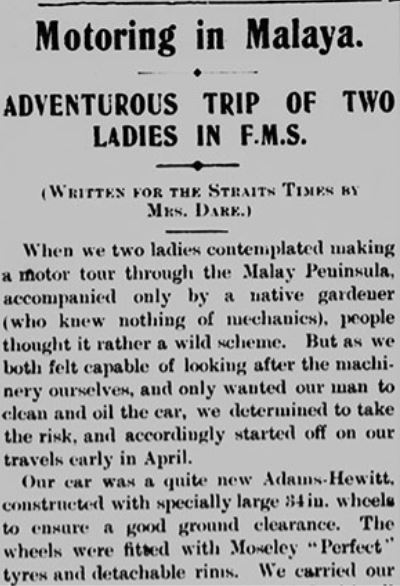 Motoring in Malaya.
ADVENTUROUS TRIP OF TWO
LADIES IN F.M.S.
(WRITTEN FOR THE STRAITS TIMES BY
MRS. DARE.)
When we two ladies contemplated making
a motor tour through the Malay Peninsula,
accompanied only by a native gardener
(who knew nothing of mechanics), people
thought it rather a wild scheme. But as we
both felt capable of looking after the machi-
nery ourselves, and only wanted our man to
clean and oil the car, we determined to take
the risk, and accordingly started off on our
travels early in April.
Our car was a quite new Adams-Hewitt,
constructed with specially large 34in. wheels
to ensure a good ground clearance. The
wheels were fitted with Moseley "Perfect"
tyres and detachable rims. We carried our